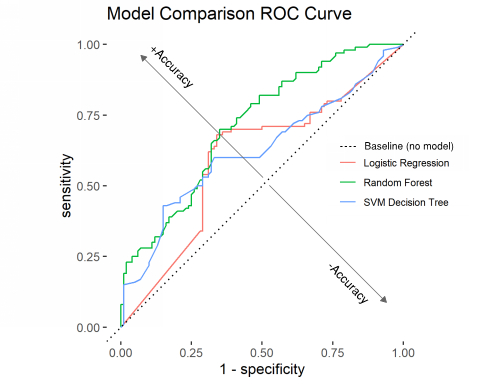 Model Comparison ROC Curve
+Accuracy
1.00
0.75
0.50
0.25
0.00
sensitivity
Baseline (no model)
Logistic Regression
Random Forest
SVM Decision Tree
-Accuracy
0.00 0.25 0.50 0.75 1.00
1 - specificity